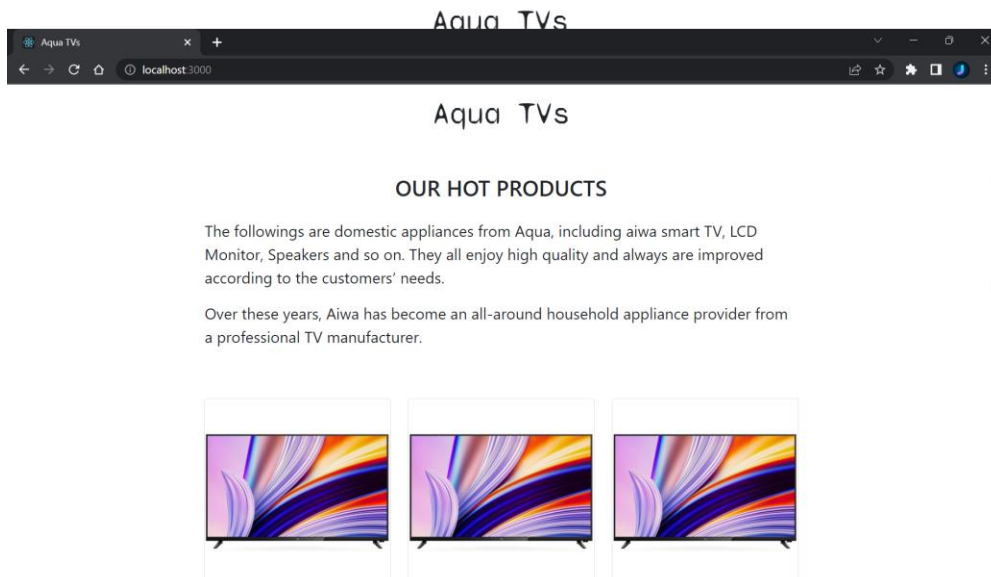 Aqua TVs
Aqua TVs
localhost:3000
Aqua TVs
OUR HOT PRODUCTS
The followings are domestic appliances from Aqua, including aiwa smart TV, LCD
Monitor, Speakers and so on. They all enjoy high quality and always are improved
according to the customers’ needs.
Over these years, Aiwa has become an all-around household appliance provider from
a professional TV manufacturer.